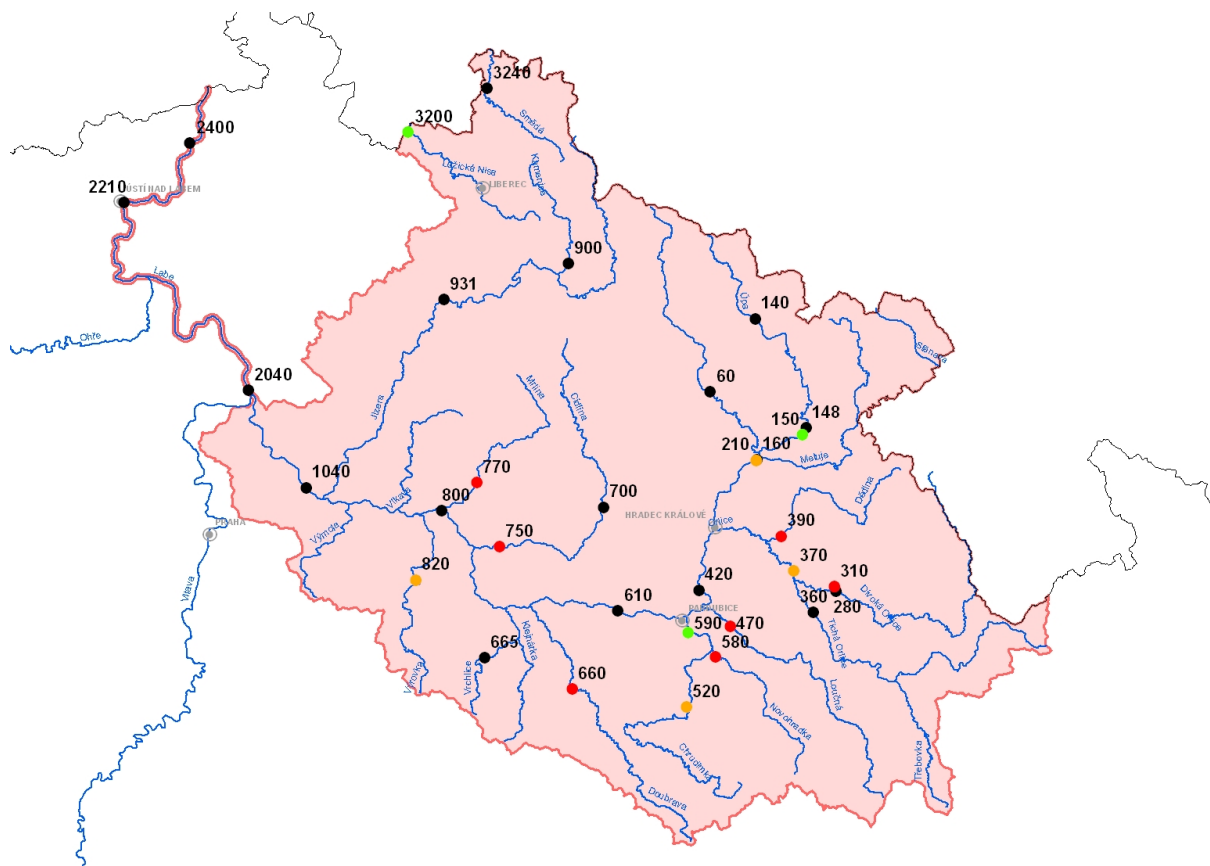 3240
Smědá
2400
3200
Lužická Nisa
Kamenice
LIBEREC
2210
ÚSTÍ NAD LABEM
900
Labe
931
Úpa
140
Ohře
Stěnava
2040
Mrlina
Cidlina
60
Jizera
150
148
210
160
Metuje
770
1040
Vlkava
800
700
Dědina
HRADEC KRÁLOVÉ
Orlice
PRAHA
Výmola
750
390
820
370
310
Vltava
420
Divoká Orlice
610
360
280
PARDUBICE
590
470
Klejnárka
Tichá Orlice
665
580
Výrovka
Vrchlice
660
Loučná
520
Novohradka
Chrudimka
Třebovka
Doubrava